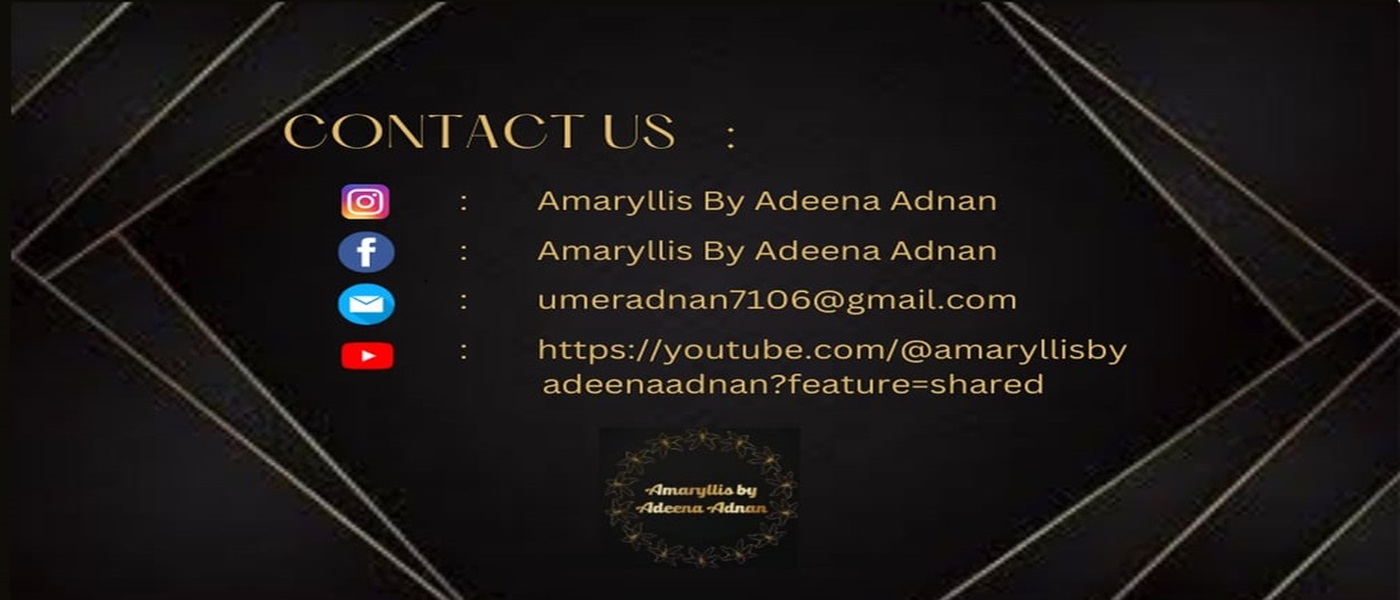 CONTACT US :
: Amaryllis By Adeena Adnan
: Amaryllis By Adeena Adnan
: umeradnan7106@gmail.com
: https://youtube.com/@amaryllisby
adeenaadnan?feature=shared
Amaryllis by
Adeena Adnan